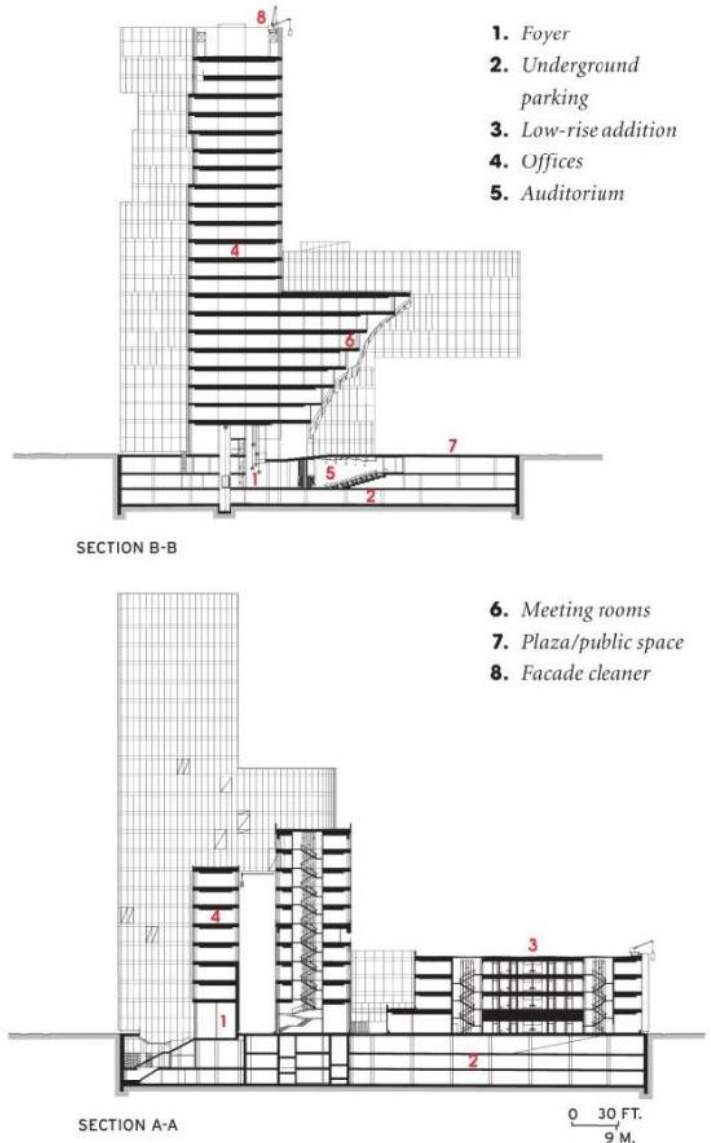 8
1. Foyer
2. Underground
parking
3. Low-rise addition
4. Offices
5. Auditorium
4
6
7
1
5
2
SECTION B-B
6. Meeting rooms
7. Plaza/public space
8. Facade cleaner
4
3
1
2
SECTION A-A
0 30 FT.
9 M.